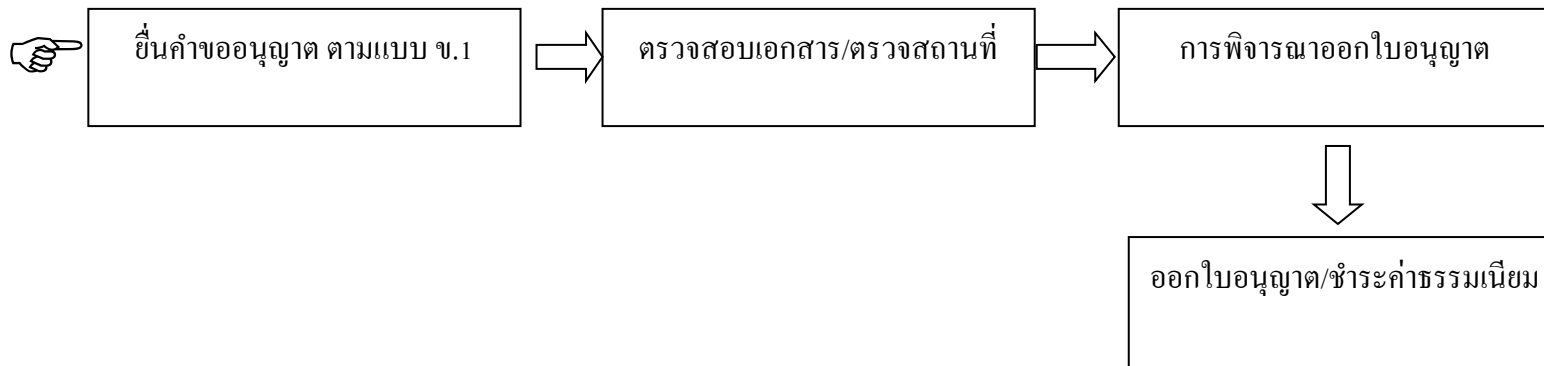 ยื่นคำขออนุญาต ตามแบบ ข.1
ตรวจสอบเอกสาร/ตรวจสถานที่
การพิจารณาออกใบอนุญาต
ออกใบอนุญาต/ชำระค่าธรรมเนียม